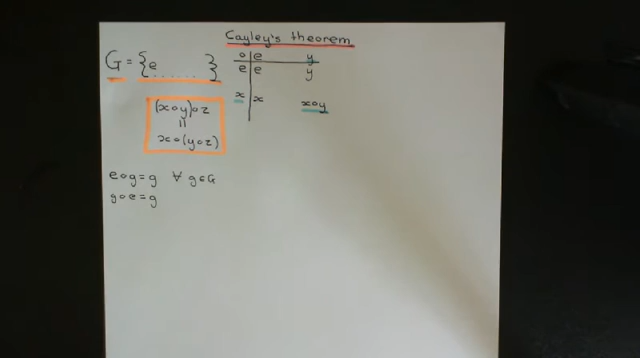 Cayley's theorem
G = {e ...... }
(x∘y)∘z
=
x∘(y∘z)
∘ e y
e e y
x x x∘y
e∘g=g ∀ g∈G
g∘e=g